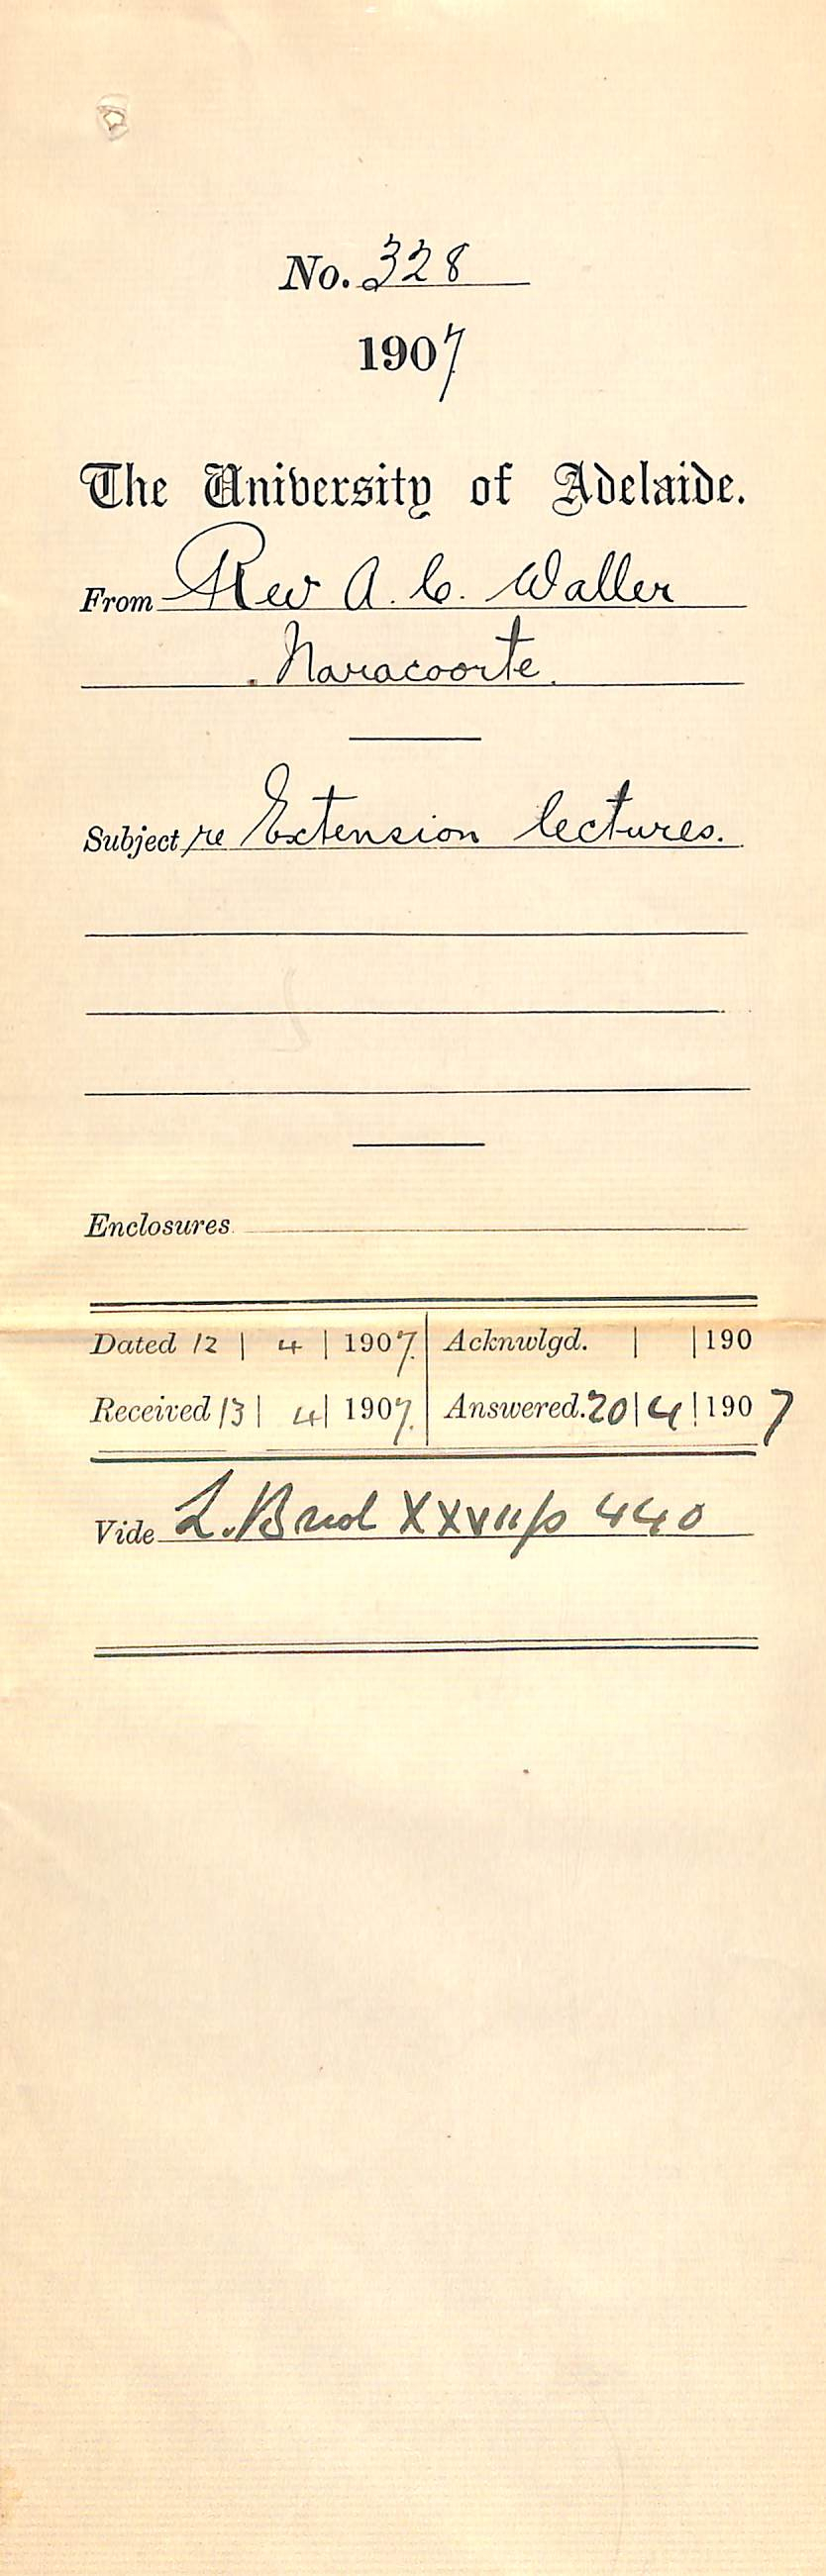 No. 328
1907
The University of Adelaide.
From Rev A. C. Waller
Naracoorte.
Subject re Extension lectures.
Enclosures
Dated 12 | 4 | 1907. Acknwlgd. | | 190
Received 13 | 4 | 1907. Answered. 20 | 4 | 1907
Vide L. XXVII p 440